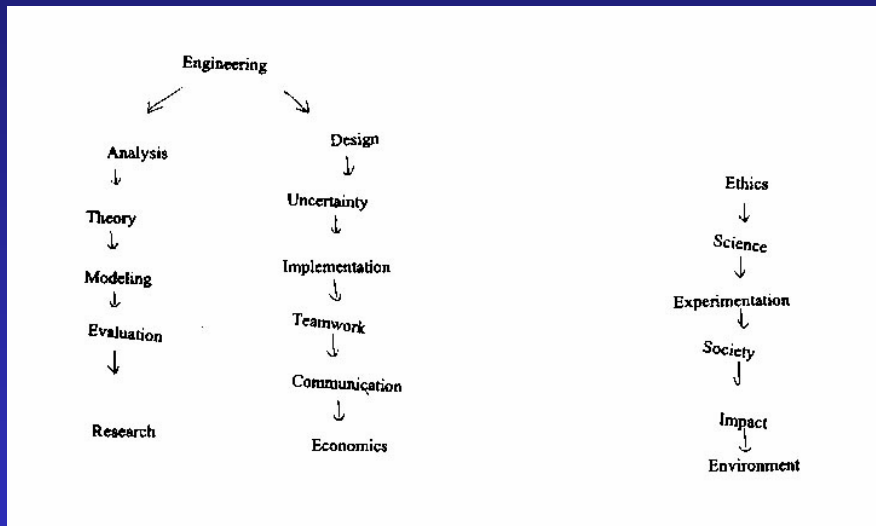 Engineering
Analysis
Theory
Modeling
Evaluation
Research
Design
Uncertainty
Implementation
Teamwork
Communication
Economics
Ethics
Science
Experimentation
Society
Impact
Environment